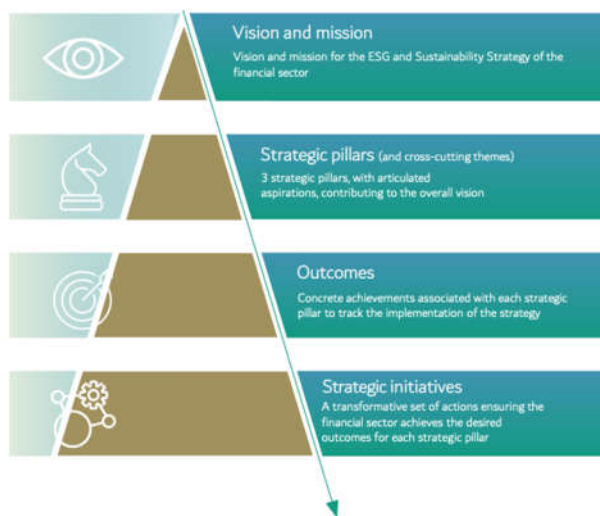 Vision and mission
Vision and mission for the ESG and Sustainability Strategy of the
financial sector
Strategic pillars (and cross-cutting themes)
3 strategic pillars, with articulated
aspirations, contributing to the overall vision
Outcomes
Concrete achievements associated with each strategic
pillar to track the implementation of the strategy
Strategic initiatives
A transformative set of actions ensuring the
financial sector achieves the desired
outcomes for each strategic pillar